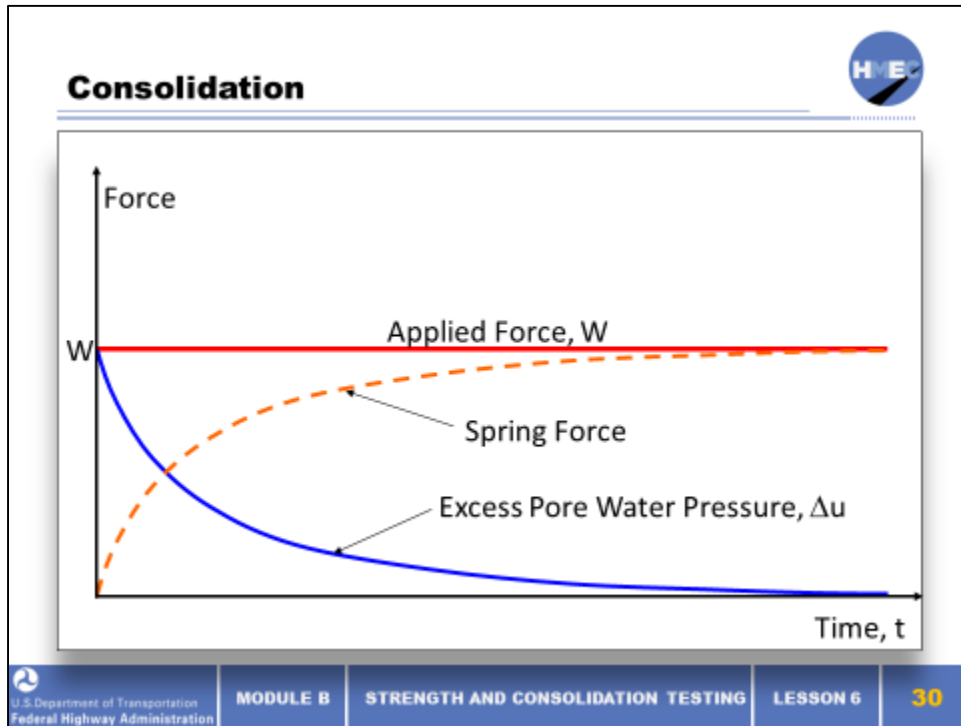 Consolidation
HMEC
Force
W
Applied Force, W
Spring Force
Excess Pore Water Pressure, Δu
Time, t
U.S.Department of Transportation
Federal Highway Administration
MODULE B
STRENGTH AND CONSOLIDATION TESTING
LESSON 6
30